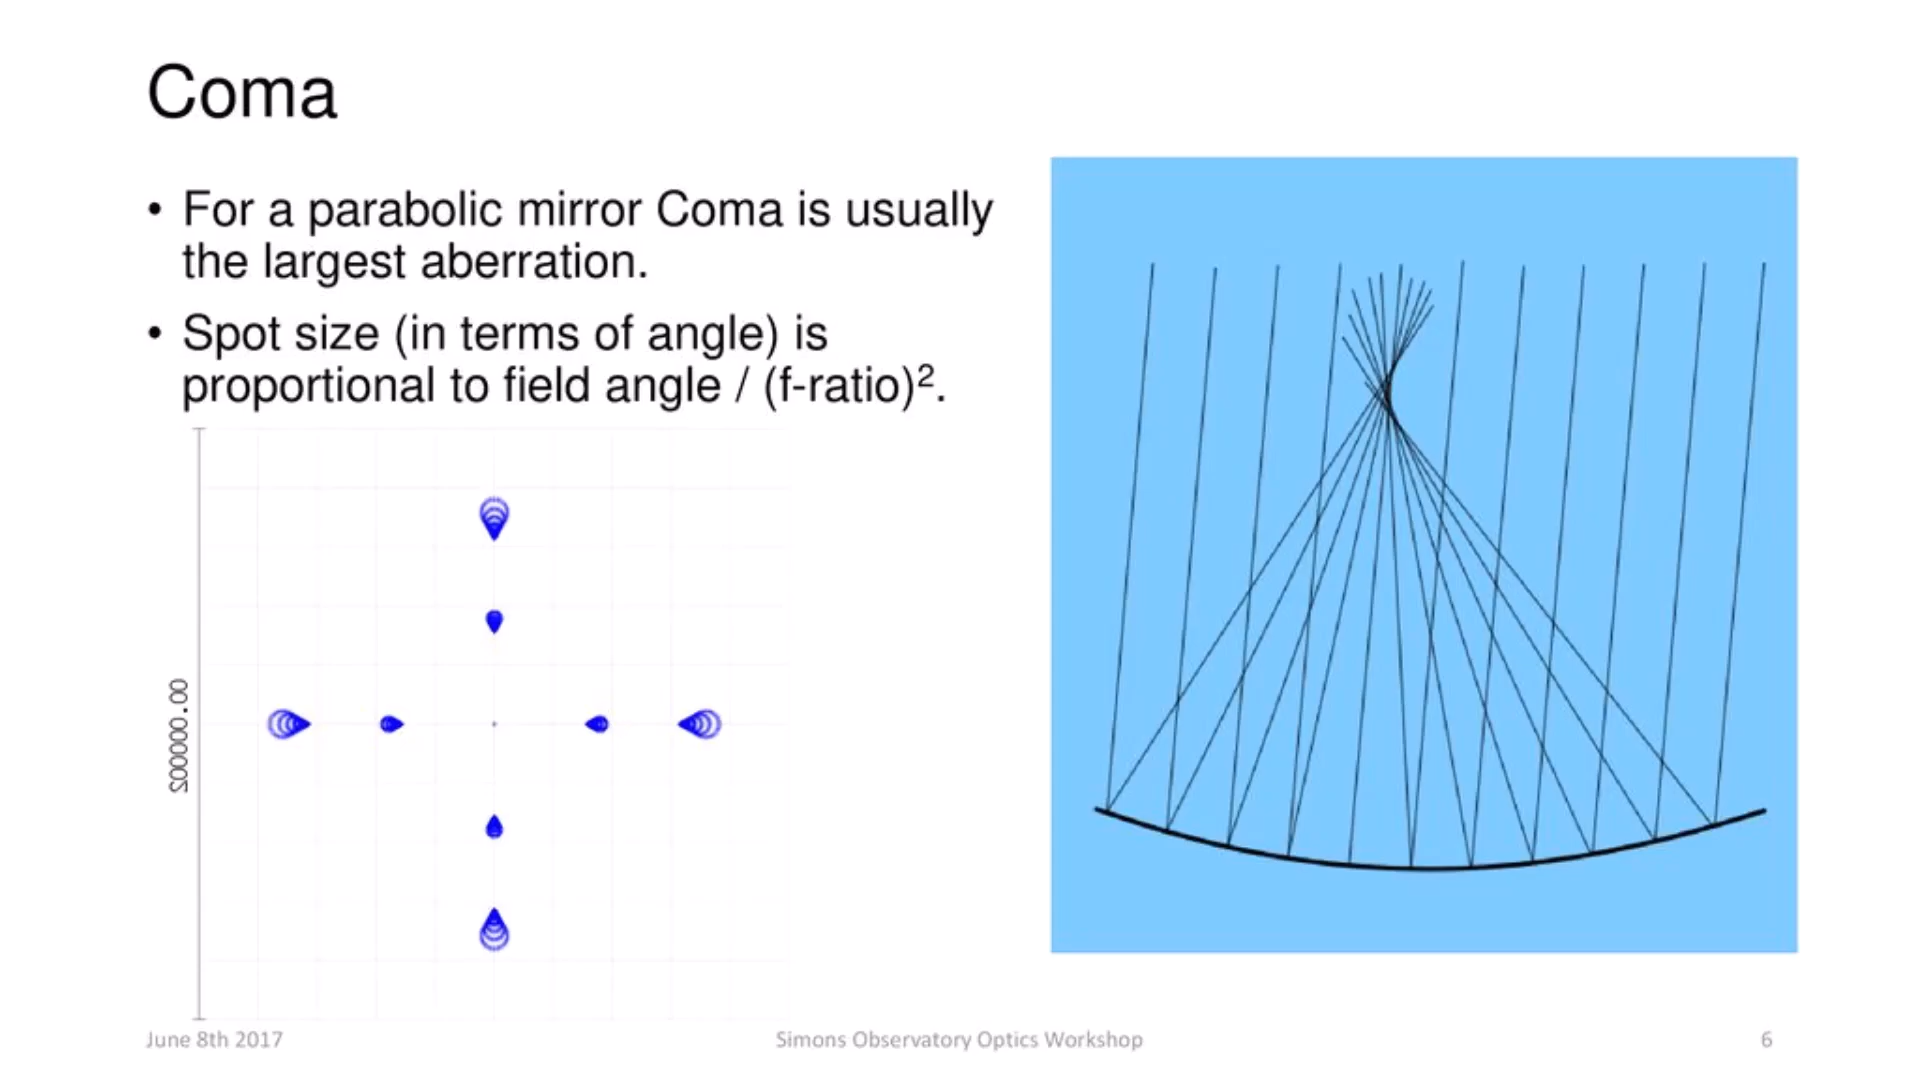 Coma
• For a parabolic mirror Coma is usually
the largest aberration.
• Spot size (in terms of angle) is
proportional to field angle / (f-ratio)².
200000.00
June 8th 2017
Simons Observatory Optics Workshop
6